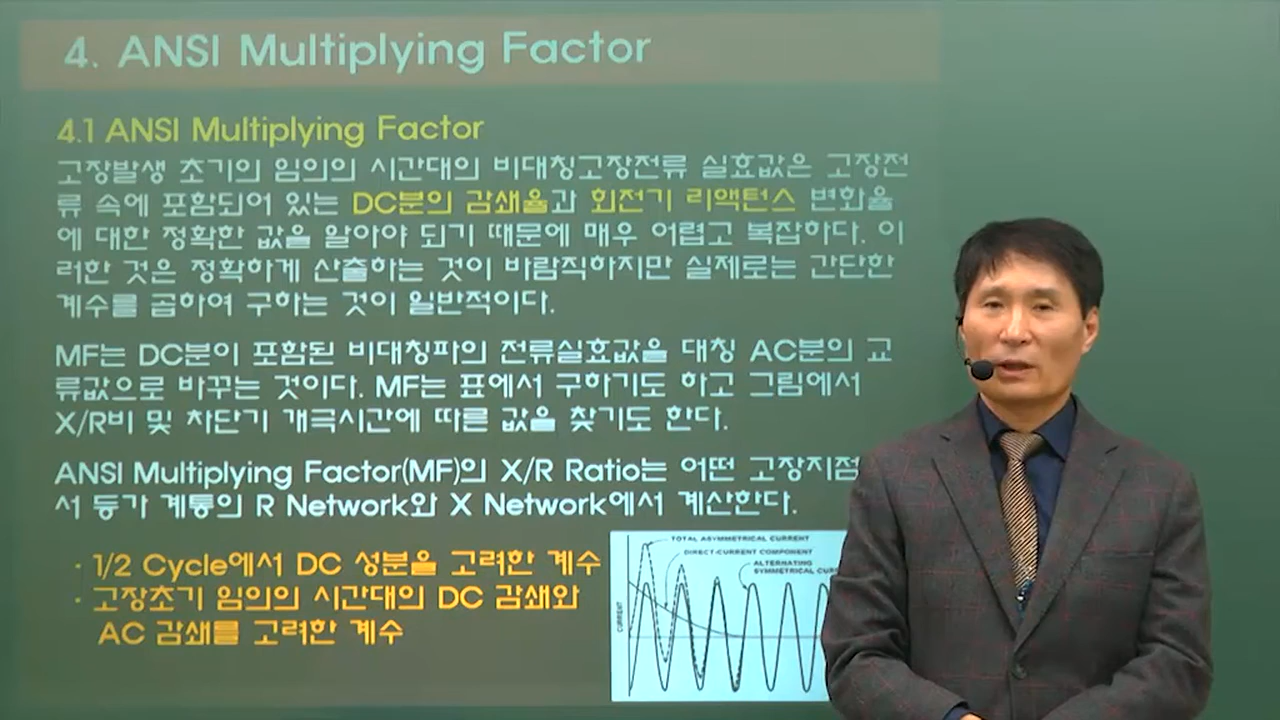 4. ANSI Multiplying Factor
4.1 ANSI Multiplying Factor
고장발생 초기의 임의의 시간대의 비대칭고장전류 실효값은 고장전
류 속에 포함되어 있는 DC분의 감쇄율과 회전기 리액턴스 변화율
에 대한 정확한 값을 알아야 되기 때문에 매우 어렵고 복잡하다. 이
러한 것은 정확하게 산출하는 것이 바람직하지만 실제로는 간단한
계수를 곱하여 구하는 것이 일반적이다.
MF는 DC분이 포함된 비대칭파의 전류실효값을 대칭 AC분의 교
류값으로 바꾸는 것이다. MF는 표에서 구하기도 하고 그림에서
X/R비 및 차단기 개극시간에 따른 값을 찾기도 한다.
ANSI Multiplying Factor(MF)의 X/R Ratio는 어떤 고장지점
서 등가 계통의 R Network와 X Network에서 계산한다.
· 1/2 Cycle에서 DC 성분을 고려한 계수
· 고장초기 임의의 시간대의 DC 감쇄와
AC 감쇄를 고려한 계수
TOTAL ASYMMETRICAL CURRENT
DIRECT-CURRENT COMPONENT
ALTERNATING
SYMMETRICAL
CURRENT